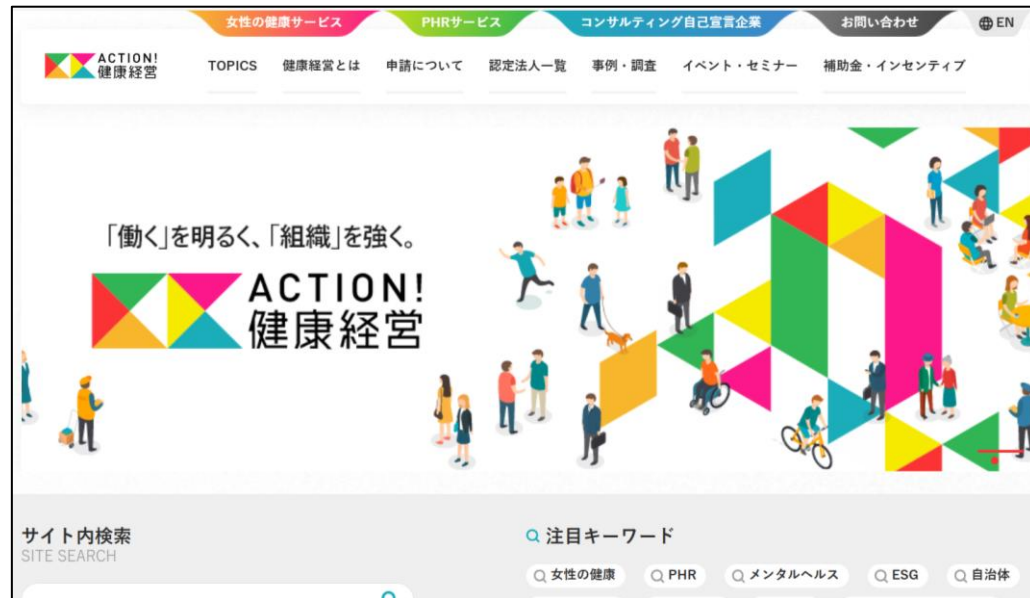 女性の健康サービス
PHRサービス
コンサルティング自己宣言企業
お問い合わせ
EN
ACTION!
健康経営
TOPICS
健康経営とは
申請について
認定法人一覧
事例・調査
イベント・セミナー
補助金・インセンティブ
「働く」を明るく、「組織」を強く。
ACTION!
健康経営
サイト内検索
SITE SEARCH
注目キーワード
女性の健康
PHR
メンタルヘルス
ESG
自治体